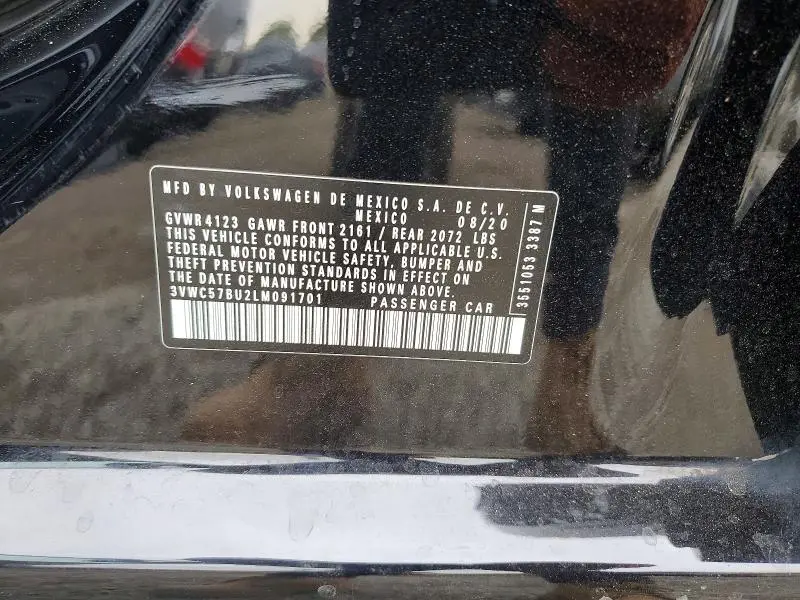 MFD BY VOLKSWAGEN DE MEXICO S.A. DE C.V.
MEXICO 08/20
GVWR 4123 GAWR FRONT 2161 / REAR 2072 LBS
THIS VEHICLE CONFORMS TO ALL APPLICABLE U.S.
FEDERAL MOTOR VEHICLE SAFETY, BUMPER AND
THEFT PREVENTION STANDARDS IN EFFECT ON
THE DATE OF MANUFACTURE SHOWN ABOVE.
3VWC57BU2LM091701 PASSENGER CAR
3551053 3387 M